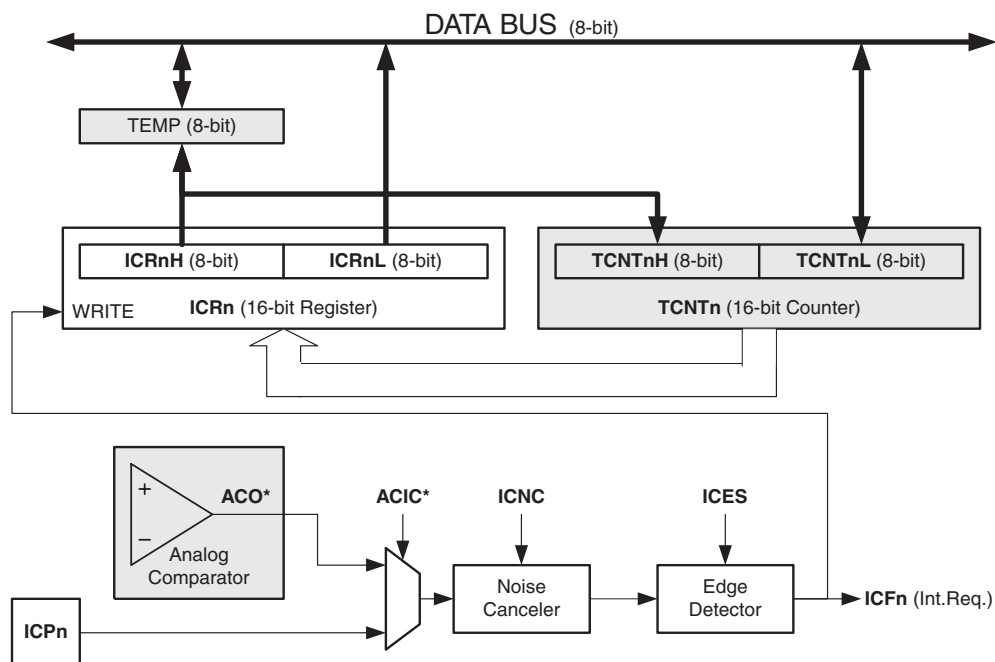 DATA BUS (8-bit)
TEMP (8-bit)
ICRnH (8-bit)
ICRnL (8-bit)
TCNTnH (8-bit)
TCNTnL (8-bit)
WRITE
ICRn (16-bit Register)
TCNTn (16-bit Counter)
+
−
ACO*
Analog
Comparator
ACIC*
ICNC
ICES
Noise
Canceler
Edge
Detector
ICFn (Int.Req.)
ICPn